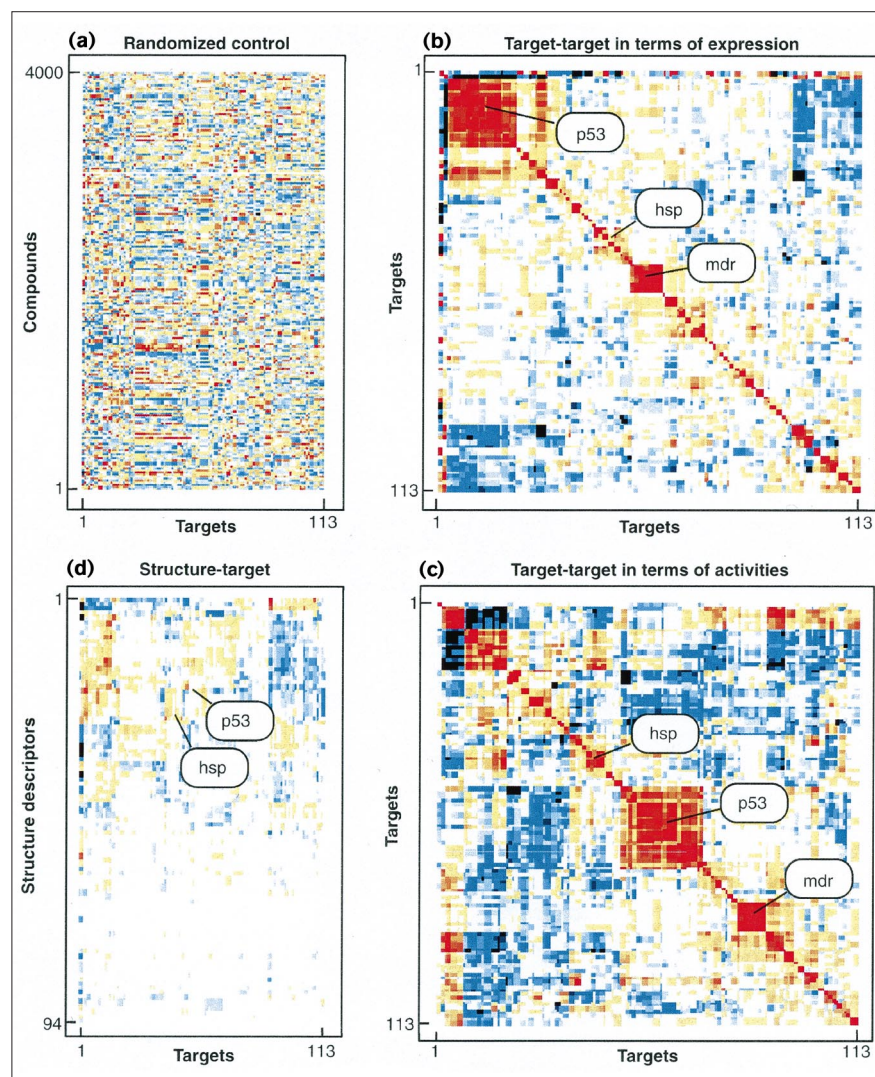 (a) Randomized control
4000
Compounds
1
1 113
Targets
(b) Target-target in terms of expression
1
p53
hsp
mdr
Targets
113
1 113
Targets
(d) Structure-target
1
p53
hsp
Structure descriptors
94
1 113
Targets
(c) Target-target in terms of activities
1
hsp
p53
mdr
Targets
113
1 113
Targets